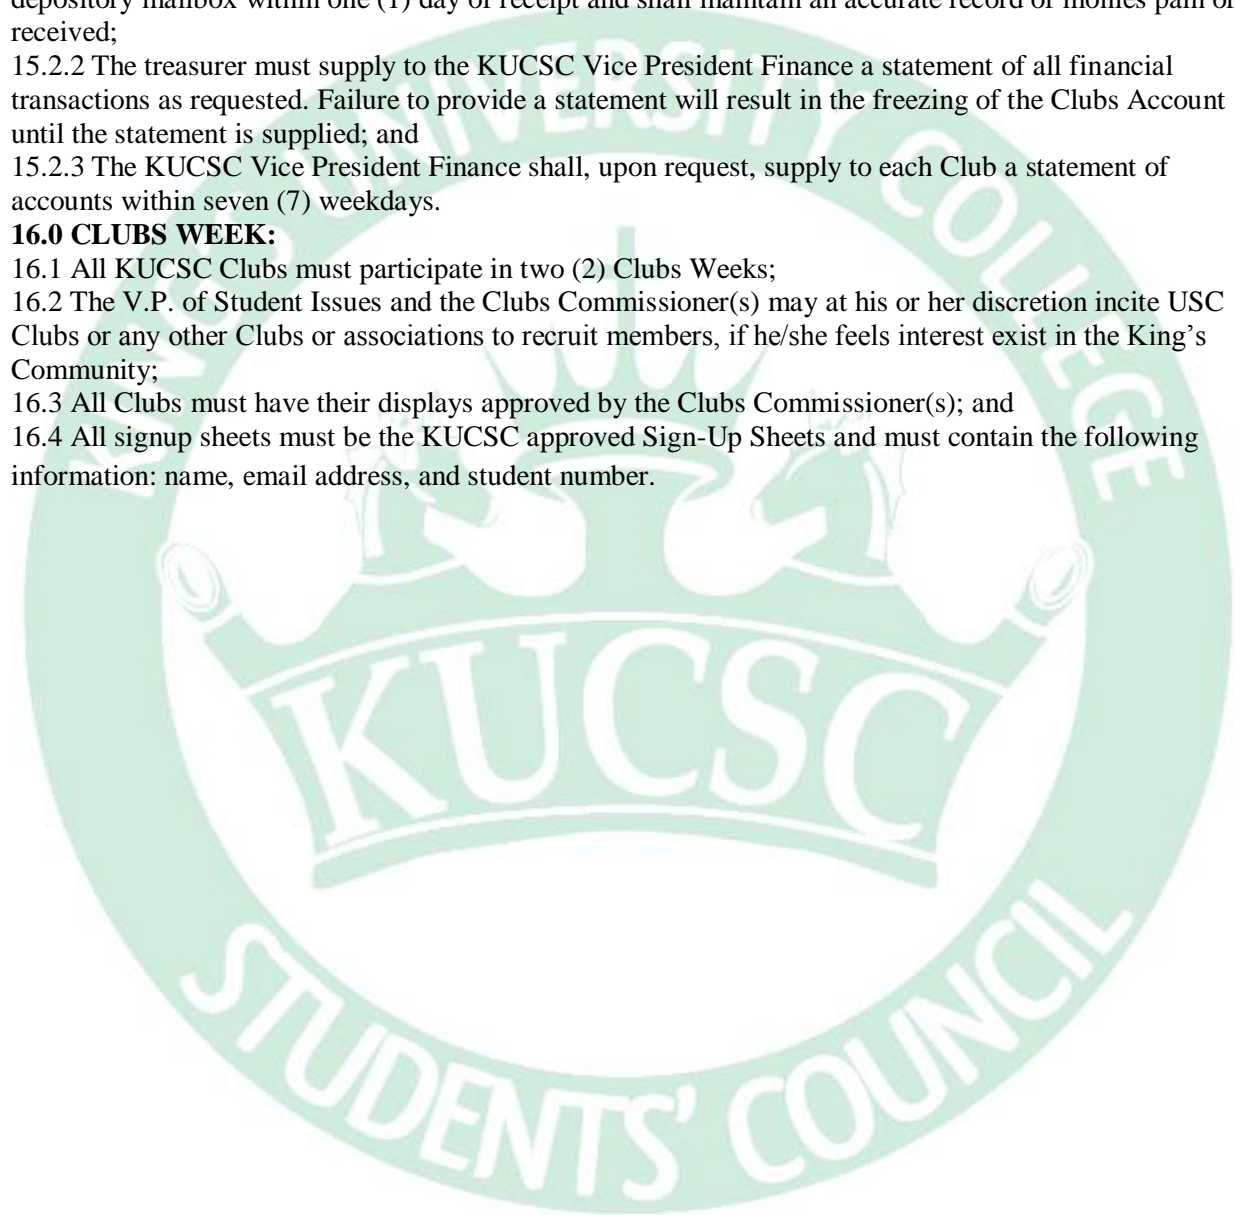 depository mailbox within one (1) day of receipt and shall maintain an accurate record of monies paid or
received;
15.2.2 The treasurer must supply to the KUCSC Vice President Finance a statement of all financial
transactions as requested. Failure to provide a statement will result in the freezing of the Clubs Account
until the statement is supplied; and
15.2.3 The KUCSC Vice President Finance shall, upon request, supply to each Club a statement of
accounts within seven (7) weekdays.
16.0 CLUBS WEEK:
16.1 All KUCSC Clubs must participate in two (2) Clubs Weeks;
16.2 The V.P. of Student Issues and the Clubs Commissioner(s) may at his or her discretion incite USC
Clubs or any other Clubs or associations to recruit members, if he/she feels interest exist in the King’s
Community;
16.3 All Clubs must have their displays approved by the Clubs Commissioner(s); and
16.4 All signup sheets must be the KUCSC approved Sign-Up Sheets and must contain the following
information: name, email address, and student number.
KING'S UNIVERSITY COLLEGE
KUCSC
STUDENTS' COUNCIL